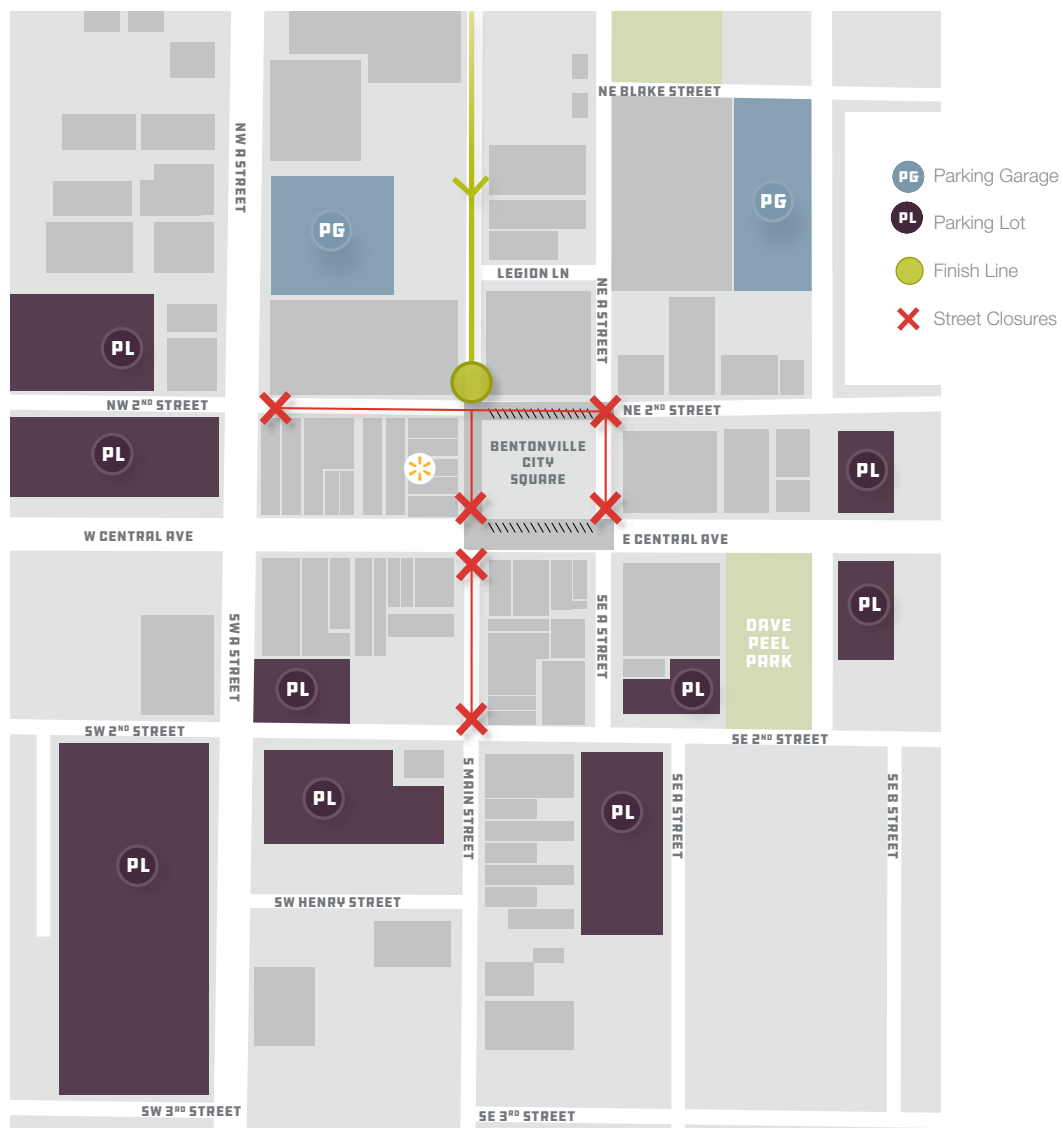 NE BLAKE STREET
NW A STREET
PG
Parking Garage
PL
Parking Lot
Finish Line
Street Closures
PG
PG
LEGION LN
NE A STREET
PL
NW 2ND STREET
NE 2ND STREET
BENTONVILLE
CITY
SQUARE
PL
PL
W CENTRAL AVE
E CENTRAL AVE
PL
DAVE
PEEL
PARK
SW A STREET
SE A STREET
PL
PL
SW 2ND STREET
SE 2ND STREET
S MAIN STREET
SE A STREET
SE B STREET
PL
PL
PL
SW HENRY STREET
SW 3RD STREET
SE 3RD STREET